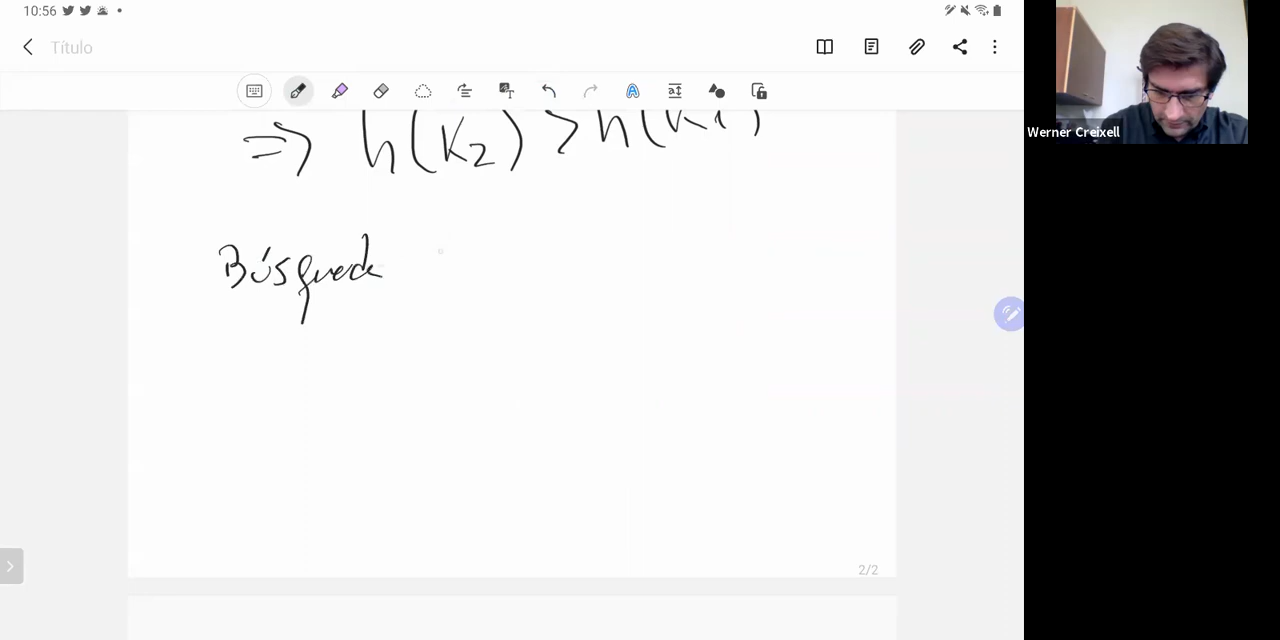 10:56
Título
⇒ h(K2) > h(K1)
Búsqueda
2/2
Werner Creixell